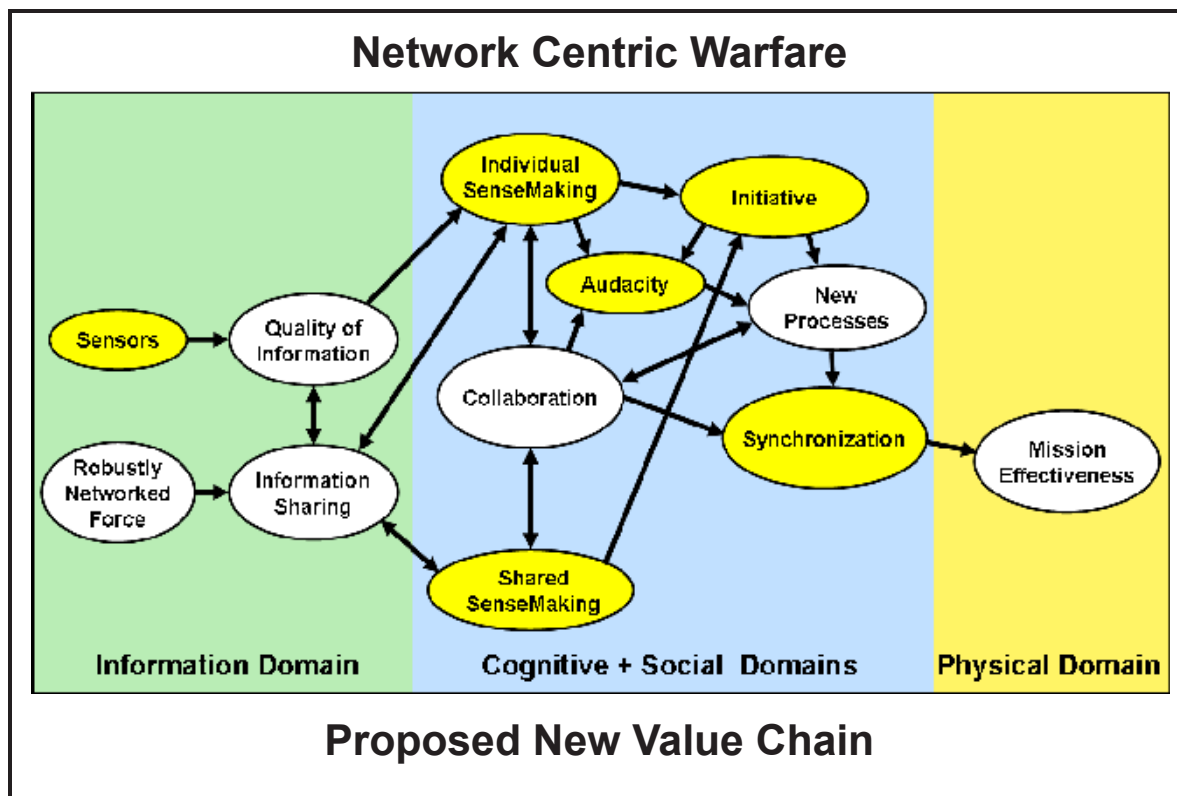 Network Centric Warfare
Individual
SenseMaking
Initiative
Audacity
New
Processes
Sensors
Quality of
Information
Collaboration
Synchronization
Mission
Effectiveness
Robustly
Networked
Force
Information
Sharing
Shared
SenseMaking
Information Domain
Cognitive + Social Domains
Physical Domain
Proposed New Value Chain